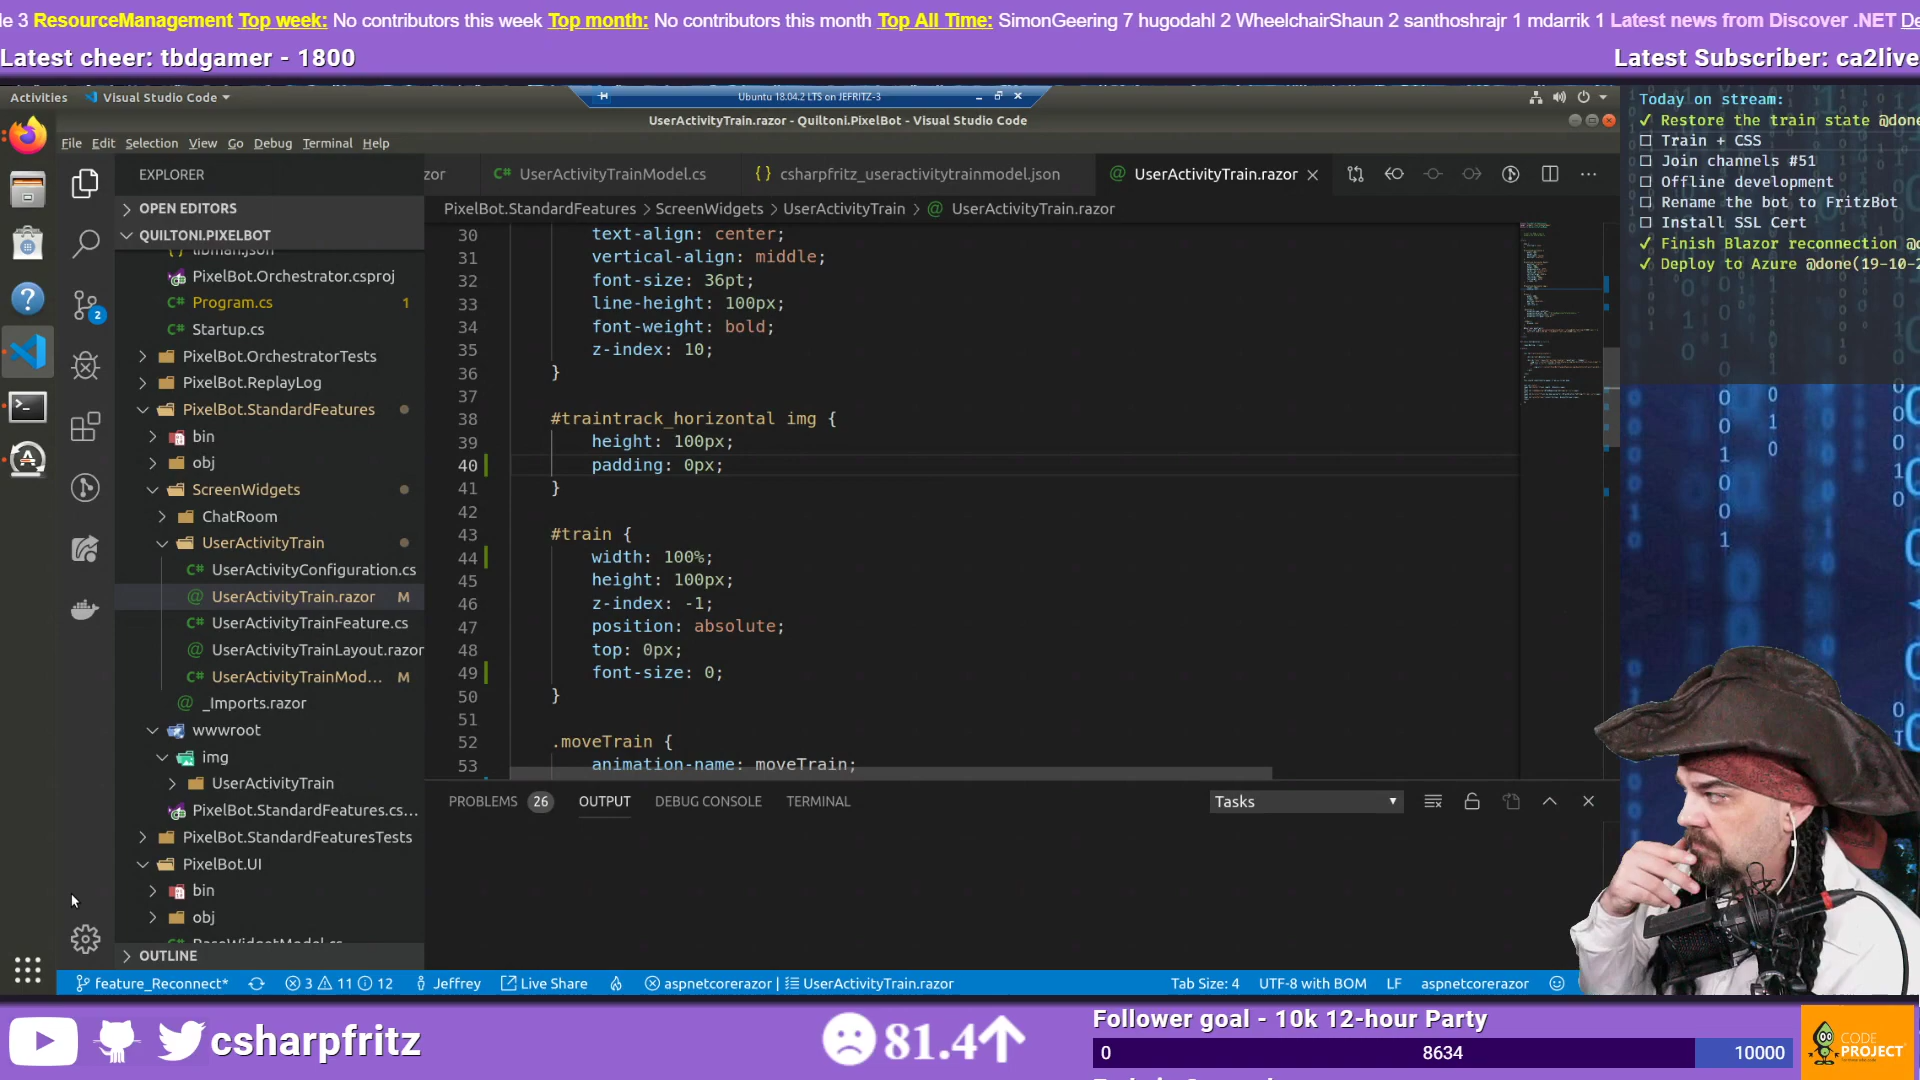 le 3 ResourceManagement Top week: No contributors this week Top month: No contributors this month Top All Time: SimonGeering 7 hugodahl 2 WheelchairShaun 2 santhoshrajr 1 mdarrik 1 Latest news from Discover .NET De
Latest cheer: tbdgamer - 1800
Latest Subscriber: ca2live
Activities
Visual Studio Code
Ubuntu 18.04.2 LTS on JEFRITZ-3
UserActivityTrain.razor - Quiltoni.PixelBot - Visual Studio Code
File Edit Selection View Go Debug Terminal Help
EXPLORER
OPEN EDITORS
QUILTONI.PIXELBOT
libman.json
PixelBot.Orchestrator.csproj
Program.cs 1
Startup.cs
PixelBot.OrchestratorTests
PixelBot.ReplayLog
PixelBot.StandardFeatures
bin
obj
ScreenWidgets
ChatRoom
UserActivityTrain
UserActivityConfiguration.cs
UserActivityTrain.razor M
UserActivityTrainFeature.cs
UserActivityTrainLayout.razor
UserActivityTrainMod... M
_Imports.razor
wwwroot
img
UserActivityTrain
PixelBot.StandardFeatures.cs...
PixelBot.StandardFeaturesTests
PixelBot.UI
bin
obj
BaseWidgetModel.cs
OUTLINE
2
zor
UserActivityTrainModel.cs
csharpfritz_useractivitytrainmodel.json
UserActivityTrain.razor
PixelBot.StandardFeatures > ScreenWidgets > UserActivityTrain > UserActivityTrain.razor
30 text-align: center;
31 vertical-align: middle;
32 font-size: 36pt;
33 line-height: 100px;
34 font-weight: bold;
35 z-index: 10;
36 }
37
38 #traintrack_horizontal img {
39 height: 100px;
40 padding: 0px;
41 }
42
43 #train {
44 width: 100%;
45 height: 100px;
46 z-index: -1;
47 position: absolute;
48 top: 0px;
49 font-size: 0;
50 }
51
52 .moveTrain {
53 animation-name: moveTrain;
PROBLEMS 26 OUTPUT DEBUG CONSOLE TERMINAL
Tasks
feature_Reconnect* 3 11 12 Jeffrey Live Share aspnetcorerazor | UserActivityTrain.razor
Tab Size: 4 UTF-8 with BOM LF aspnetcorerazor
Today on stream:
✓ Restore the train state @done
☐ Train + CSS
☐ Join channels #51
☐ Offline development
☐ Rename the bot to FritzBot
☐ Install SSL Cert
✓ Finish Blazor reconnection @d
✓ Deploy to Azure @done(19-10-2
csharpfritz
81.4
Follower goal - 10k 12-hour Party
0 8634 10000
CODE
PROJECT